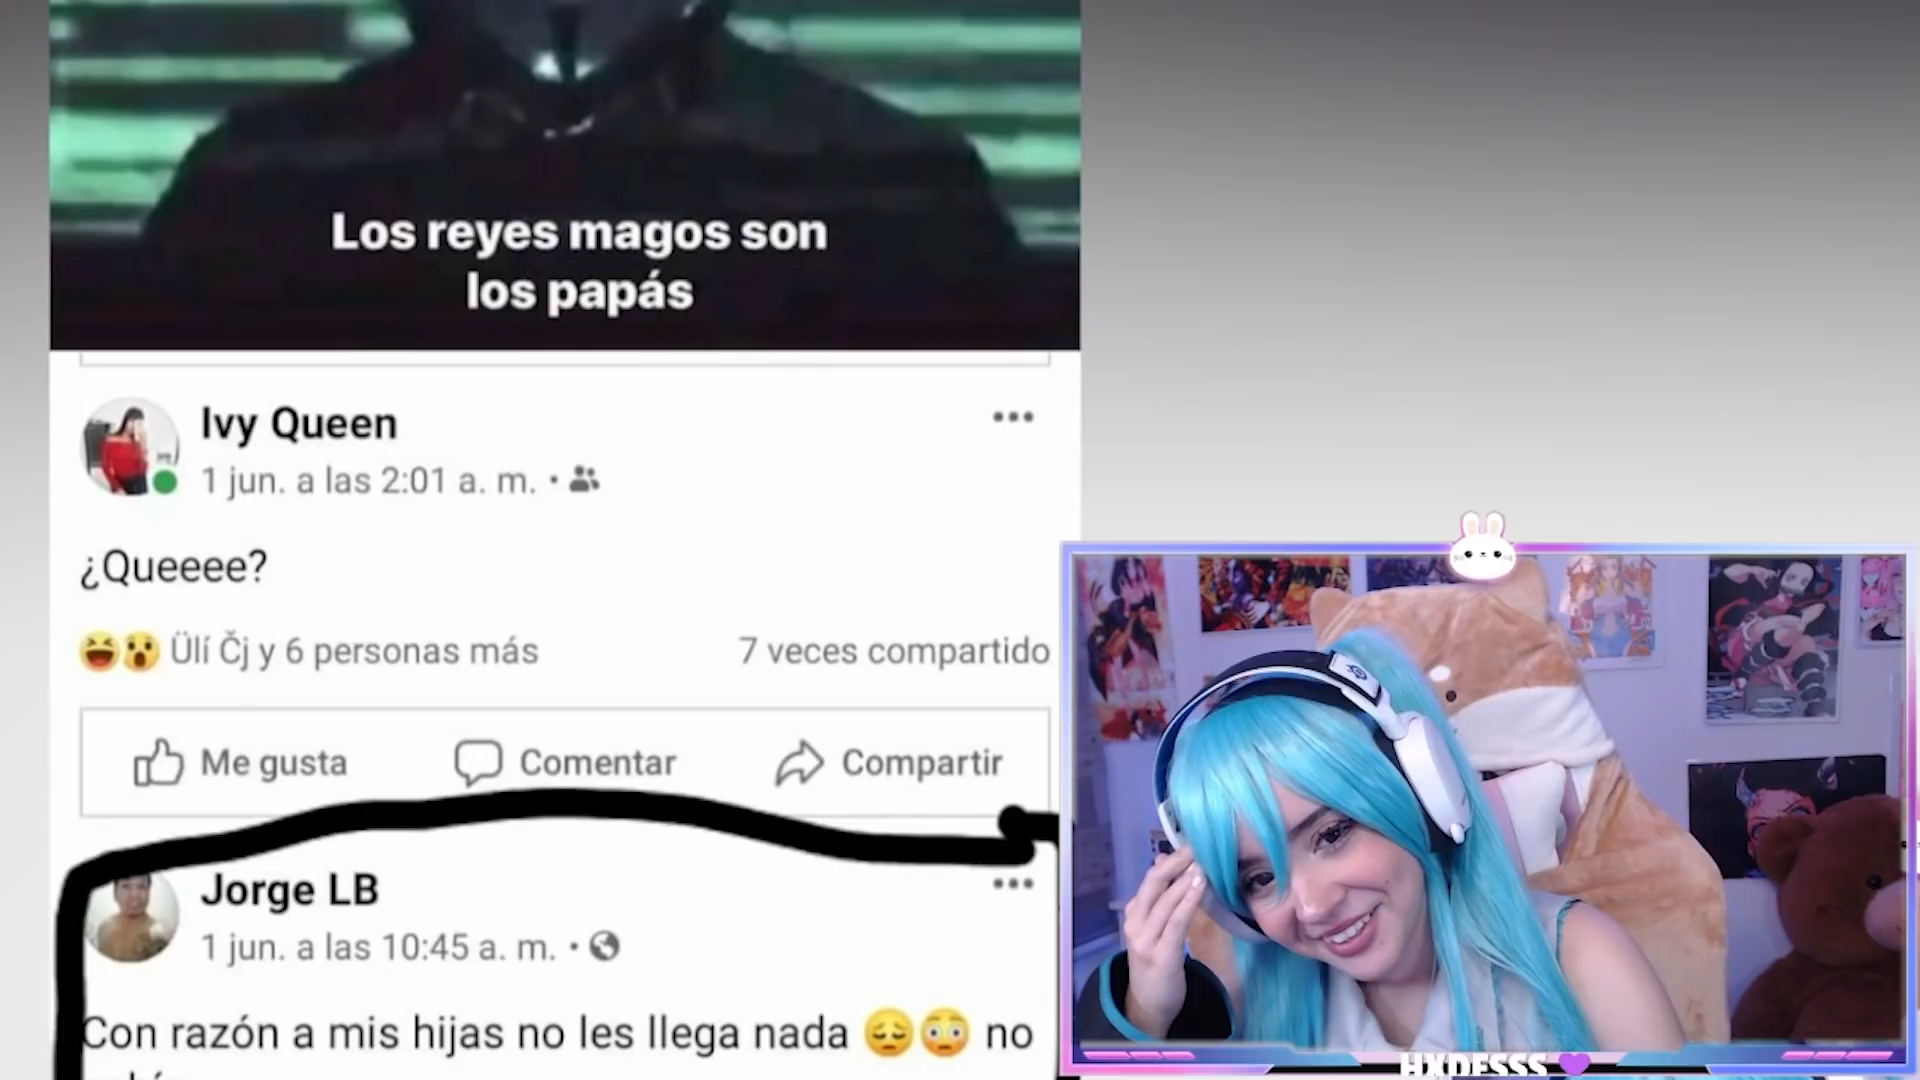 Los reyes magos son
los papás
Ivy Queen
1 jun. a las 2:01 a. m.
¿Queeee?
Ülí Čj y 6 personas más
7 veces compartido
Me gusta
Comentar
Compartir
Jorge LB
1 jun. a las 10:45 a. m.
Con razón a mis hijas no les llega nada 😔😳 no
HXDESSS 💜